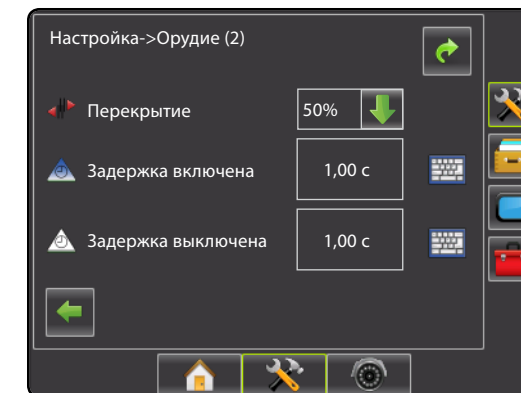 Настройка->Орудие (2)
Перекрытие 50%
Задержка включена 1,00 с
Задержка выключена 1,00 с